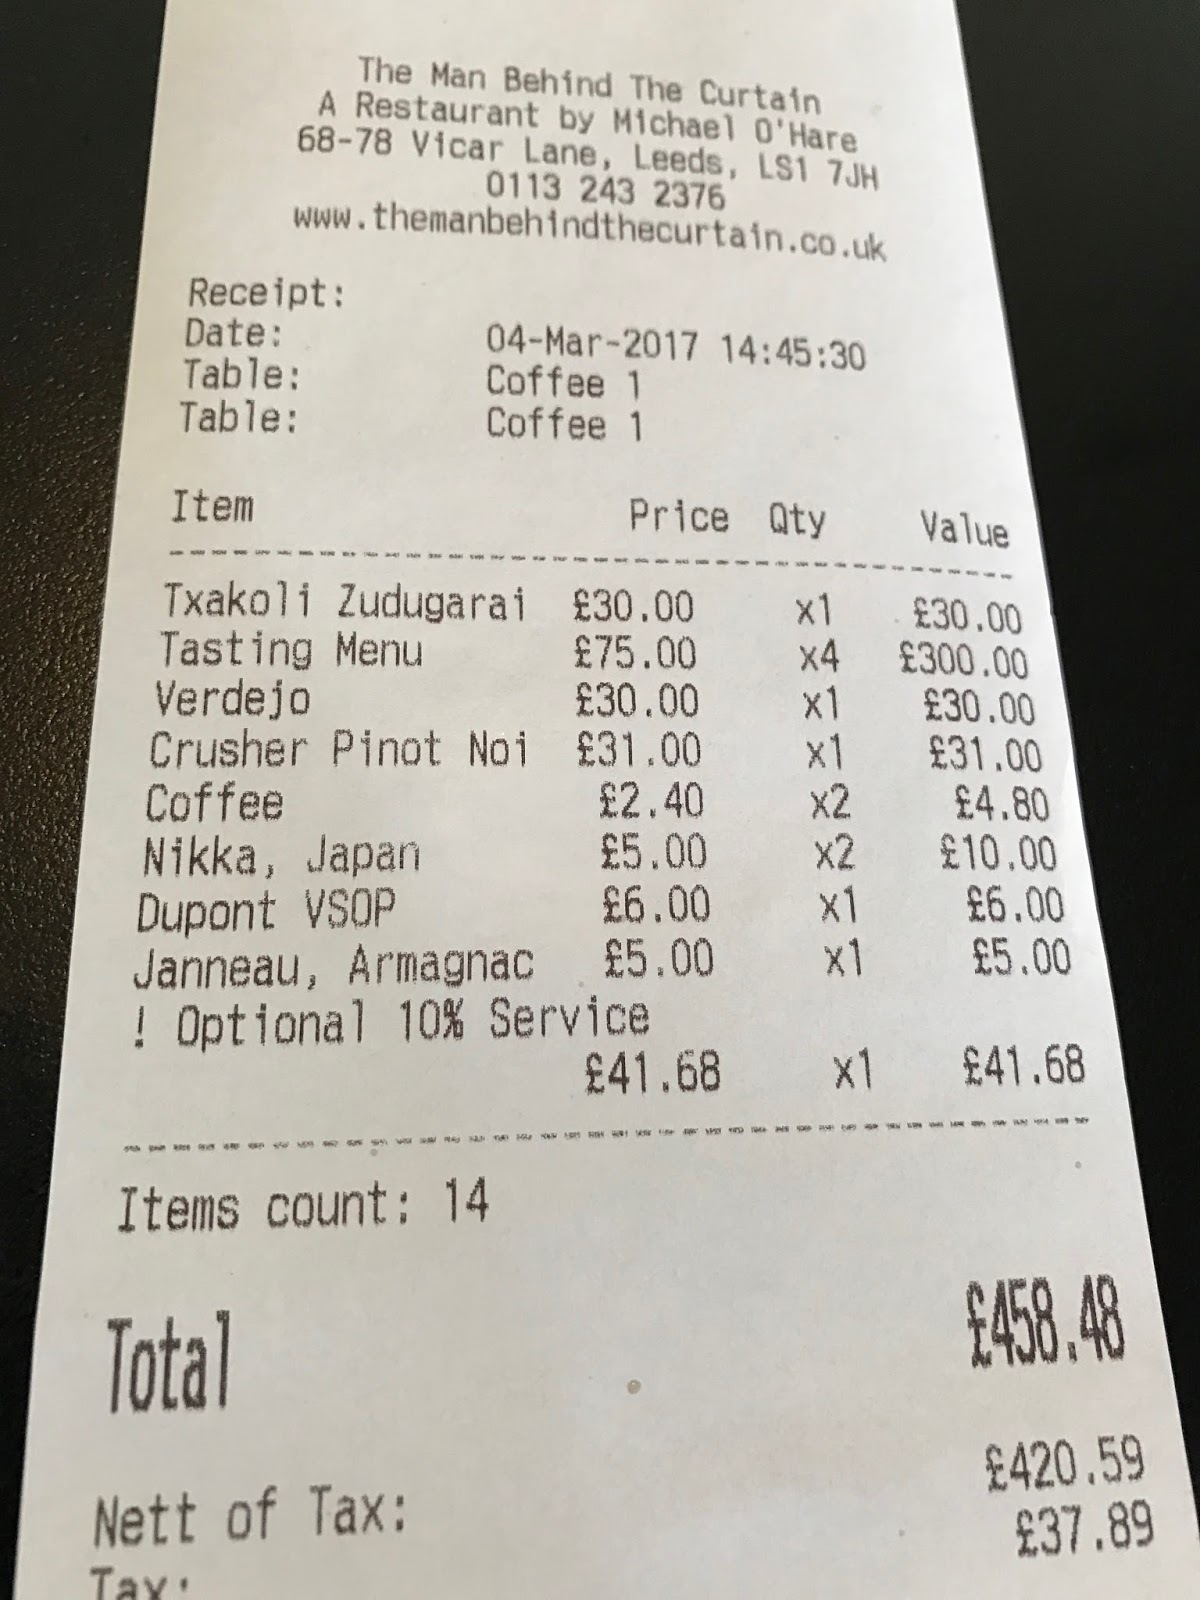 The Man Behind The Curtain
A Restaurant by Michael O'Hare
68-78 Vicar Lane, Leeds, LS1 7JH
0113 243 2376
www.themanbehindthecurtain.co.uk
Receipt:
Date: 04-Mar-2017 14:45:30
Table: Coffee 1
Table: Coffee 1
Item Price Qty Value
Txakoli Zudugarai £30.00 x1 £30.00
Tasting Menu £75.00 x4 £300.00
Verdejo £30.00 x1 £30.00
Crusher Pinot Noi £31.00 x1 £31.00
Coffee £2.40 x2 £4.80
Nikka, Japan £5.00 x2 £10.00
Dupont VSOP £6.00 x1 £6.00
Janneau, Armagnac £5.00 x1 £5.00
! Optional 10% Service
£41.68 x1 £41.68
Items count: 14
Total £458.48
Nett of Tax: £420.59
Tax: £37.89